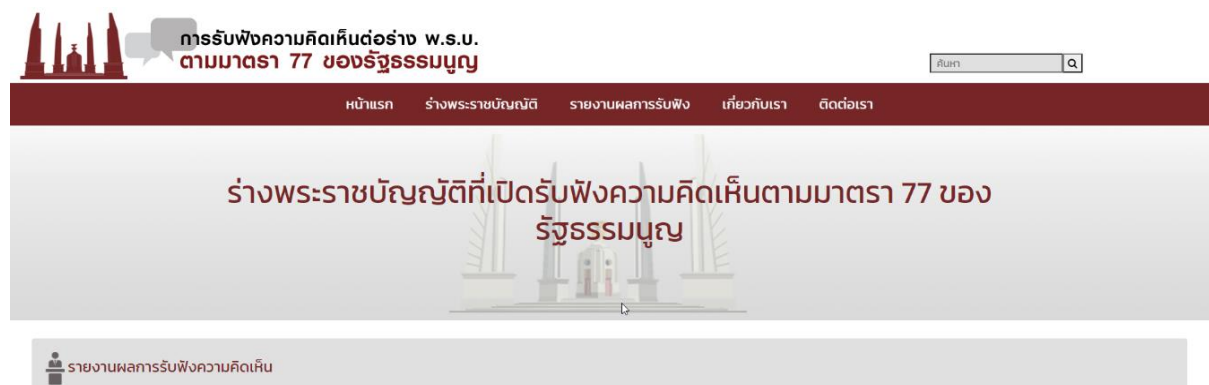 การรับฟังความคิดเห็นต่อร่าง พ.ร.บ.
ตามมาตรา 77 ของรัฐธรรมนูญ
ค้นหา
หน้าแรก ร่างพระราชบัญญัติ รายงานผลการรับฟัง เกี่ยวกับเรา ติดต่อเรา
ร่างพระราชบัญญัติที่เปิดรับฟังความคิดเห็นตามมาตรา 77 ของ
รัฐธรรมนูญ
รายงานผลการรับฟังความคิดเห็น